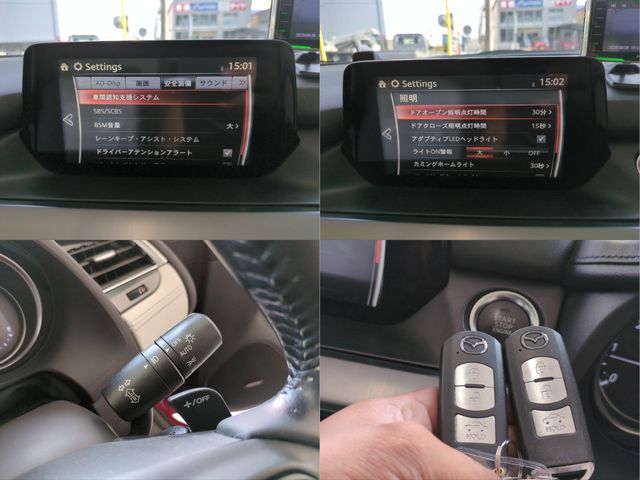 Settings
15:01
AD-Disp
画面
安全装備
サウンド
車間認知支援システム
SBS/SCBS
BSM音量
大
レーンキープ・アシスト・システム
ドライバーアテンションアラート
Settings
15:02
照明
ドアオープン照明点灯時間
30分
ドアクローズ照明点灯時間
15秒
アダプティブLEDヘッドライト
ライトON警報
大
小
OFF
カミングホームライト
30秒
OFF
AUTO
+/OFF
START
STOP
ENGINE
HOLD
HOLD